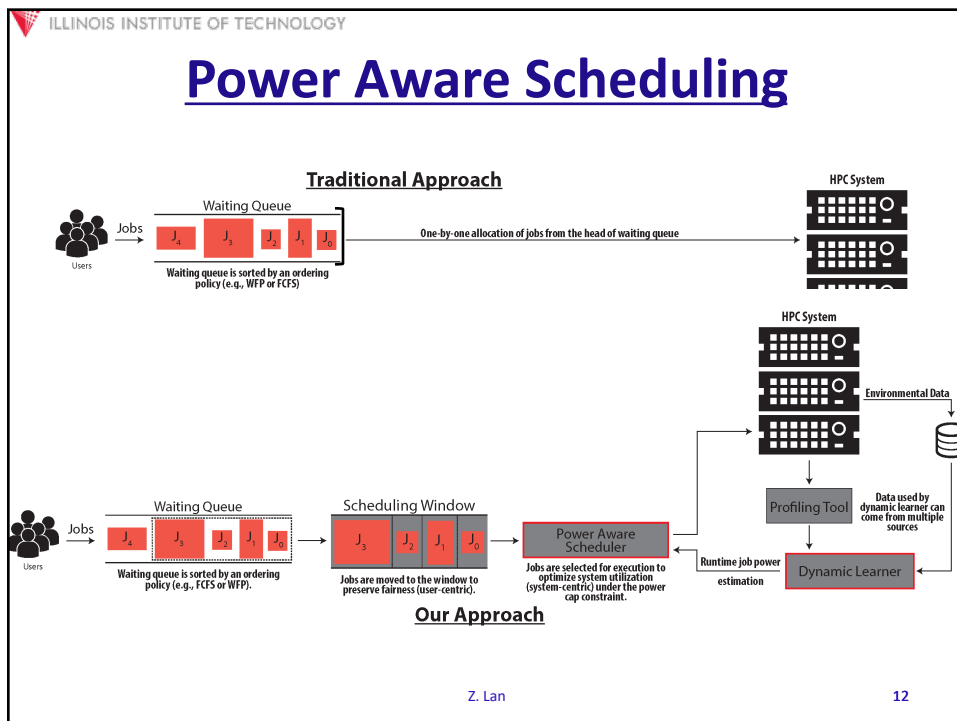 ILLINOIS INSTITUTE OF TECHNOLOGY
Power Aware Scheduling
Traditional Approach
HPC System
Waiting Queue
Jobs
J4
J3
J2
J1
J0
One-by-one allocation of jobs from the head of waiting queue
Users
Waiting queue is sorted by an ordering
policy (e.g., WFP or FCFS)
HPC System
Environmental Data
Waiting Queue
Scheduling Window
Jobs
J4
J3
J2
J1
J0
J3
J2
J1
J0
Power Aware
Scheduler
Profiling Tool
Data used by
dynamic learner can
come from multiple
sources
Users
Waiting queue is sorted by an ordering
policy (e.g., FCFS or WFP).
Jobs are moved to the window to
preserve fairness (user-centric).
Jobs are selected for execution to
optimize system utilization
(system-centric) under the power
cap constraint.
Runtime job power
estimation
Dynamic Learner
Our Approach
Z. Lan
12